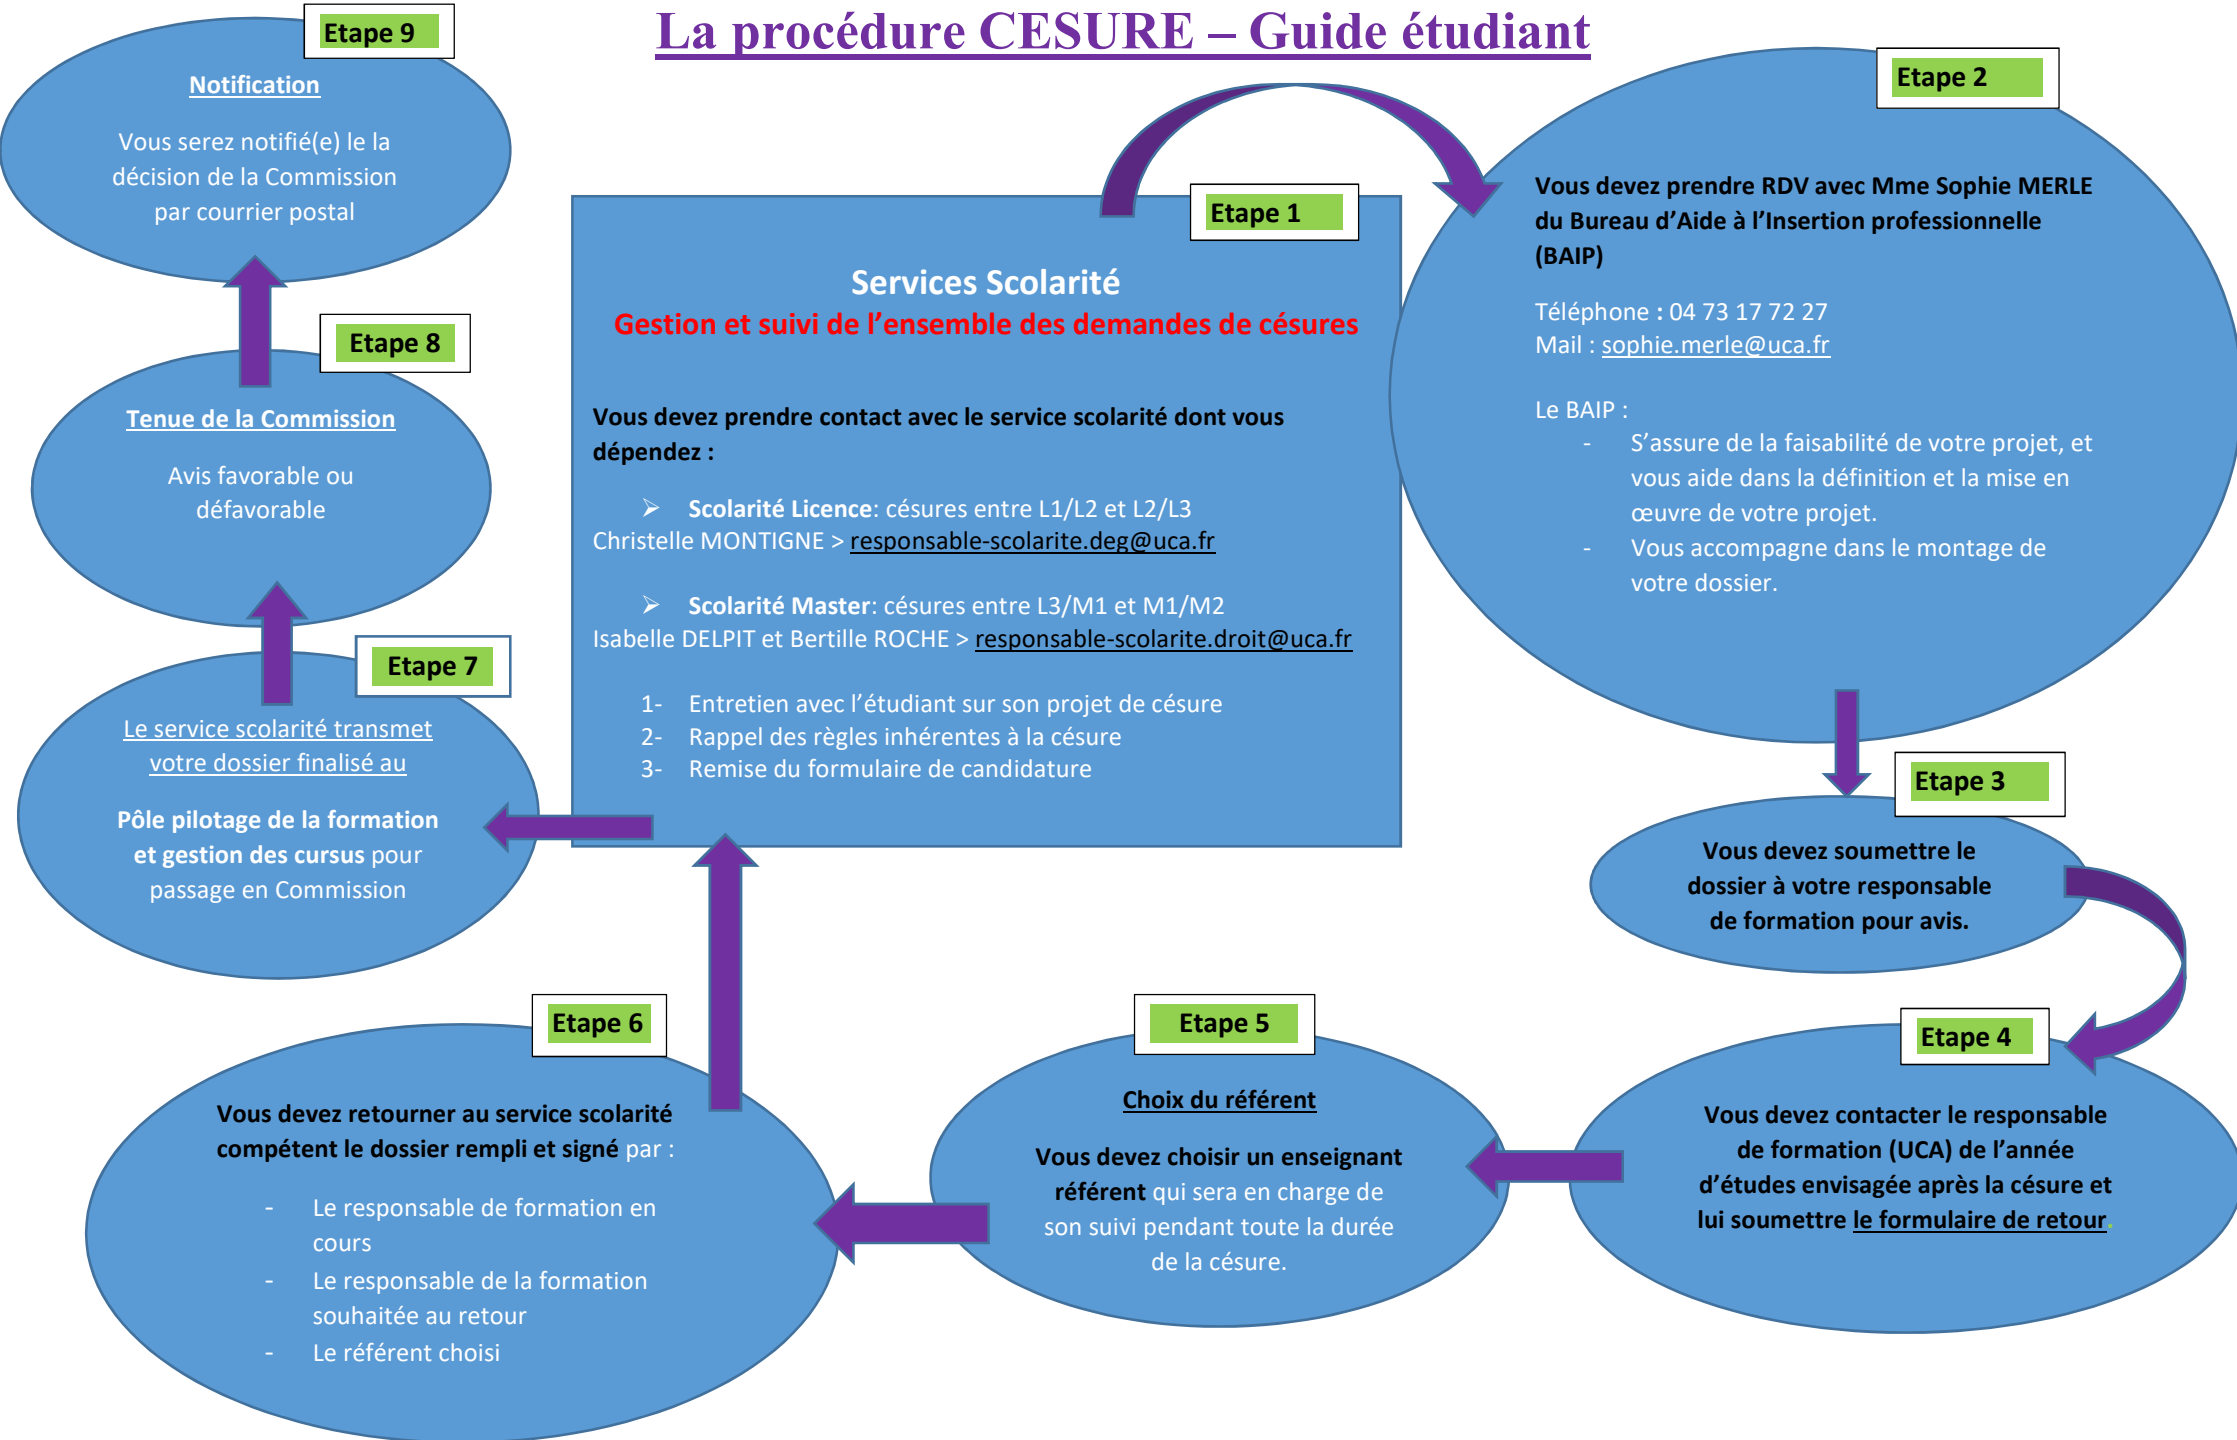 La procédure CESURE – Guide étudiant
Etape 1
Services Scolarité
Gestion et suivi de l’ensemble des demandes de césures
Vous devez prendre contact avec le service scolarité dont vous
dépendez :
➢ Scolarité Licence: césures entre L1/L2 et L2/L3
Christelle MONTIGNE > responsable-scolarite.deg@uca.fr
➢ Scolarité Master: césures entre L3/M1 et M1/M2
Isabelle DELPIT et Bertille ROCHE > responsable-scolarite.droit@uca.fr
1- Entretien avec l’étudiant sur son projet de césure
2- Rappel des règles inhérentes à la césure
3- Remise du formulaire de candidature
Etape 2
Vous devez prendre RDV avec Mme Sophie MERLE
du Bureau d’Aide à l’Insertion professionnelle
(BAIP)
Téléphone : 04 73 17 72 27
Mail : sophie.merle@uca.fr
Le BAIP :
- S’assure de la faisabilité de votre projet, et
vous aide dans la définition et la mise en
œuvre de votre projet.
- Vous accompagne dans le montage de
votre dossier.
Etape 3
Vous devez soumettre le
dossier à votre responsable
de formation pour avis.
Etape 4
Vous devez contacter le responsable
de formation (UCA) de l’année
d’études envisagée après la césure et
lui soumettre le formulaire de retour.
Etape 5
Choix du référent
Vous devez choisir un enseignant
référent qui sera en charge de
son suivi pendant toute la durée
de la césure.
Etape 6
Vous devez retourner au service scolarité
compétent le dossier rempli et signé par :
- Le responsable de formation en
cours
- Le responsable de la formation
souhaitée au retour
- Le référent choisi
Etape 7
Le service scolarité transmet
votre dossier finalisé au
Pôle pilotage de la formation
et gestion des cursus pour
passage en Commission
Etape 8
Tenue de la Commission
Avis favorable ou
défavorable
Etape 9
Notification
Vous serez notifié(e) le la
décision de la Commission
par courrier postal